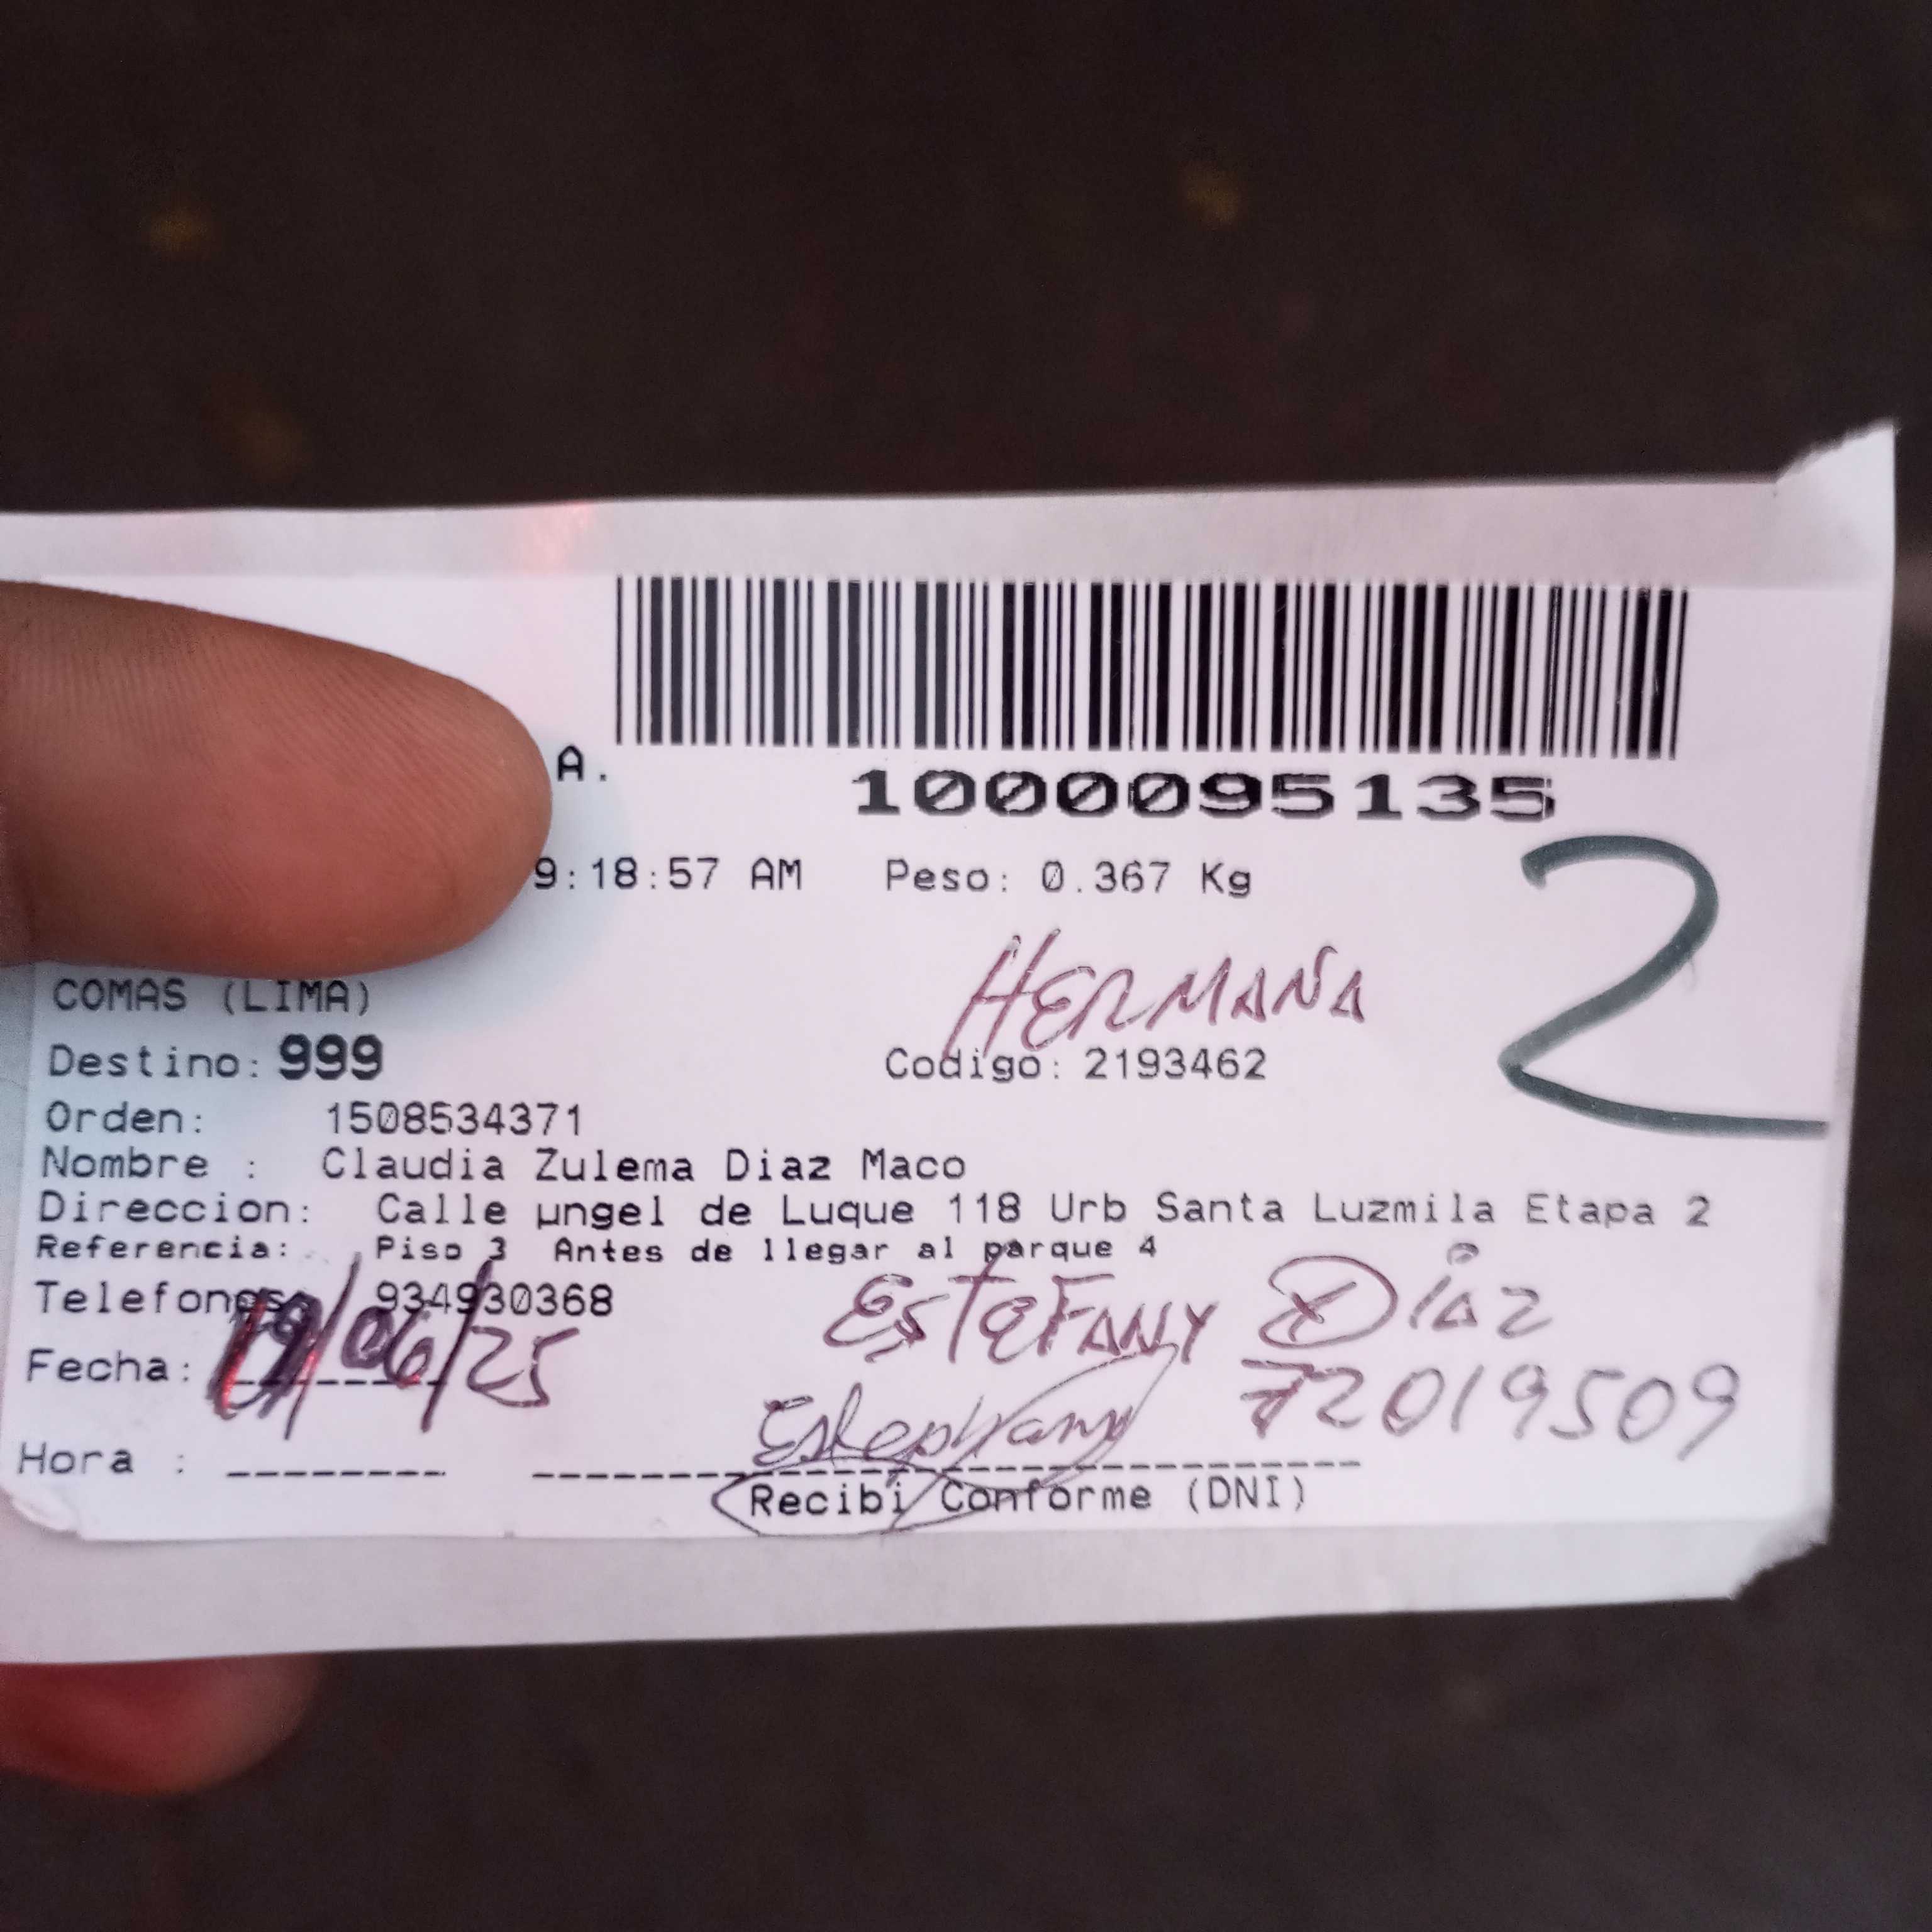 A.
1000095135
9:18:57 AM Peso: 0.367 Kg
HERMANA
2
COMAS (LIMA)
Destino: 999 Codigo: 2193462
Orden: 1508534371
Nombre : Claudia Zulema Diaz Maco
Direccion: Calle µngel de Luque 118 Urb Santa Luzmila Etapa 2
Referencia: Piso 3 Antes de llegar al parque 4
Telefonos: 934930368
ESTEFANY DíAZ
Fecha: 19/06/25
72019509
Estephany
Hora :
Recibi Conforme (DNI)